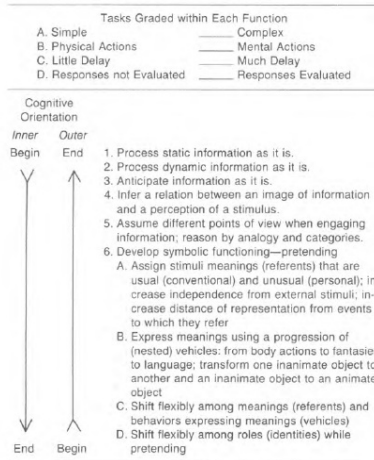 Tasks Graded within Each Function
A. Simple _____ Complex
B. Physical Actions _____ Mental Actions
C. Little Delay _____ Much Delay
D. Responses not Evaluated _____ Responses Evaluated
Cognitive
Orientation
Inner Outer
Begin End
1. Process static information as it is.
2. Process dynamic information as it is.
3. Anticipate information as it is.
4. Infer a relation between an image of information
and a perception of a stimulus.
5. Assume different points of view when engaging
information; reason by analogy and categories.
6. Develop symbolic functioning—pretending
A. Assign stimuli meanings (referents) that are
usual (conventional) and unusual (personal); in
crease independence from external stimuli; in-
crease distance of representation from events
to which they refer
B. Express meanings using a progression of
(nested) vehicles: from body actions to fantasie
to language; transform one inanimate object to
another and an inanimate object to an animate
object
C. Shift flexibly among meanings (referents) and
behaviors expressing meanings (vehicles)
D. Shift flexibly among roles (identities) while
pretending
End Begin